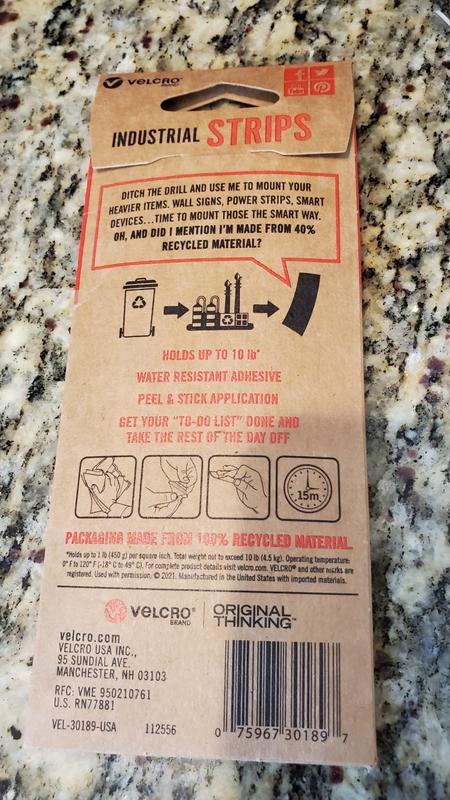 VELCRO®
BRAND
INDUSTRIAL STRIPS
DITCH THE DRILL AND USE ME TO MOUNT YOUR
HEAVIER ITEMS. WALL SIGNS, POWER STRIPS, SMART
DEVICES...TIME TO MOUNT THOSE THE SMART WAY.
OH, AND DID I MENTION I'M MADE FROM 40%
RECYCLED MATERIAL?
HOLDS UP TO 10 lb*
WATER RESISTANT ADHESIVE
PEEL & STICK APPLICATION
GET YOUR "TO-DO LIST" DONE AND
TAKE THE REST OF THE DAY OFF
15m
PACKAGING MADE FROM 100% RECYCLED MATERIAL.
*Holds up to 1 lb (450 g) per square inch. Total weight not to exceed 10 lb (4.5 kg). Operating temperature:
0° F to 120° F (-18° C to 49° C). For complete product details visit velcro.com. VELCRO® and other marks are
registered. Used with permission. © 2021. Manufactured in the United States with imported materials.
VELCRO®
BRAND
ORIGINAL
THINKING™
velcro.com
VELCRO USA INC.,
95 SUNDIAL AVE.
MANCHESTER, NH 03103
RFC: VME 950210761
U.S. RN77881
VEL-30189-USA 112556
0 75967 30189 7